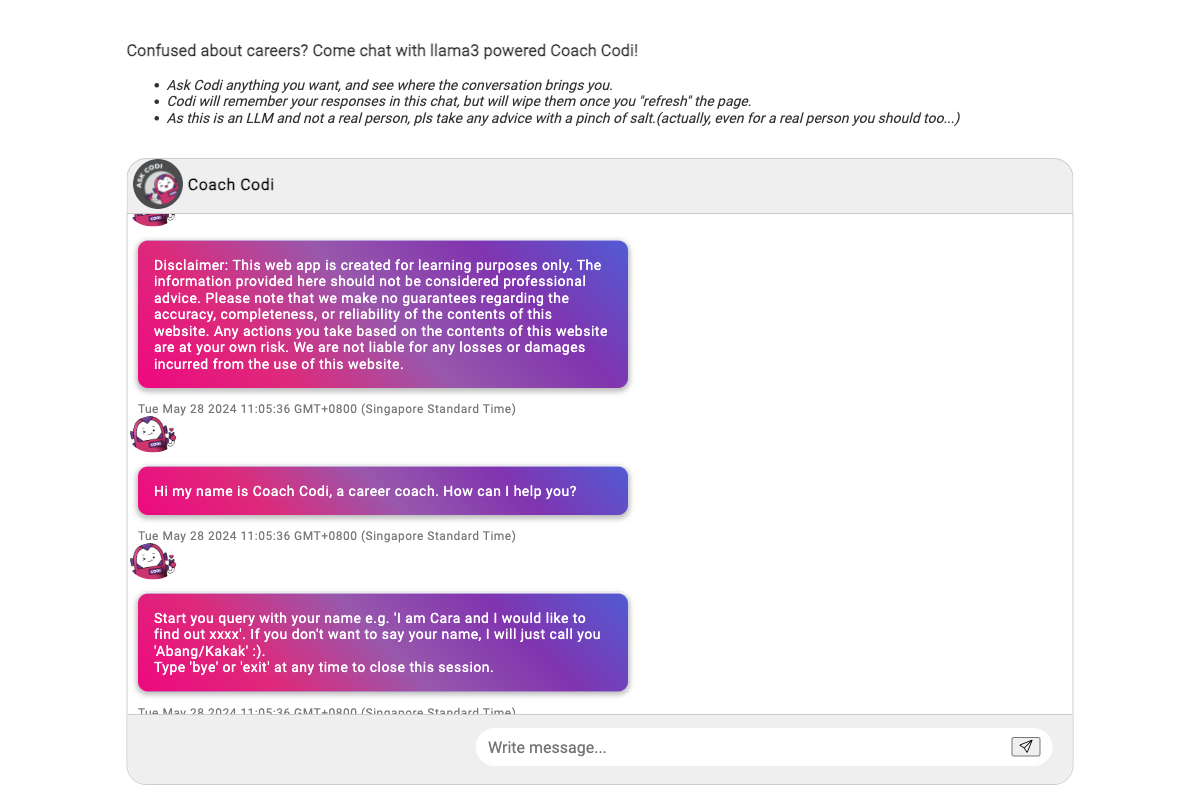 Confused about careers? Come chat with llama3 powered Coach Codi!
• Ask Codi anything you want, and see where the conversation brings you.
• Codi will remember your responses in this chat, but will wipe them once you "refresh" the page.
• As this is an LLM and not a real person, pls take any advice with a pinch of salt.(actually, even for a real person you should too...)
ASK CODI
Coach Codi
CODI
Disclaimer: This web app is created for learning purposes only. The
information provided here should not be considered professional
advice. Please note that we make no guarantees regarding the
accuracy, completeness, or reliability of the contents of this
website. Any actions you take based on the contents of this website
are at your own risk. We are not liable for any losses or damages
incurred from the use of this website.
Tue May 28 2024 11:05:36 GMT+0800 (Singapore Standard Time)
CODI
Hi my name is Coach Codi, a career coach. How can I help you?
Tue May 28 2024 11:05:36 GMT+0800 (Singapore Standard Time)
CODI
Start you query with your name e.g. 'I am Cara and I would like to
find out xxxx'. If you don't want to say your name, I will just call you
'Abang/Kakak' :).
Type 'bye' or 'exit' at any time to close this session.
Tue May 28 2024 11:05:36 GMT+0800 (Singapore Standard Time)
Write message...